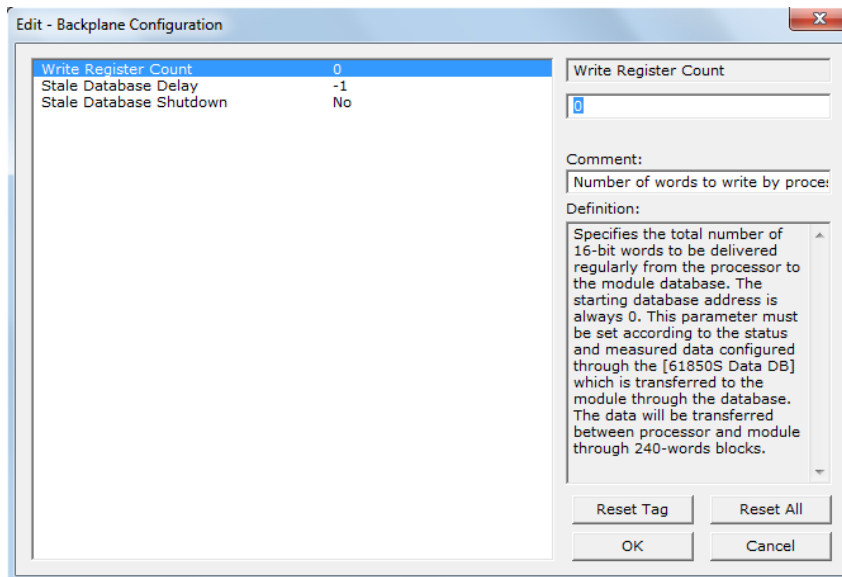 Edit - Backplane Configuration
Write Register Count 0
Stale Database Delay -1
Stale Database Shutdown No
Write Register Count
0
Comment:
Number of words to write by
Definition:
Specifies the total number of
16-bit words to be delivered
regularly from the processor to
the module database. The
starting database address is
always 0. This parameter must
be set according to the status
and measured data configured
through the [61850S Data DB]
which is transferred to the
module through the database.
The data will be transferred
between processor and module
through 240-words blocks.
Reset Tag Reset All
OK Cancel